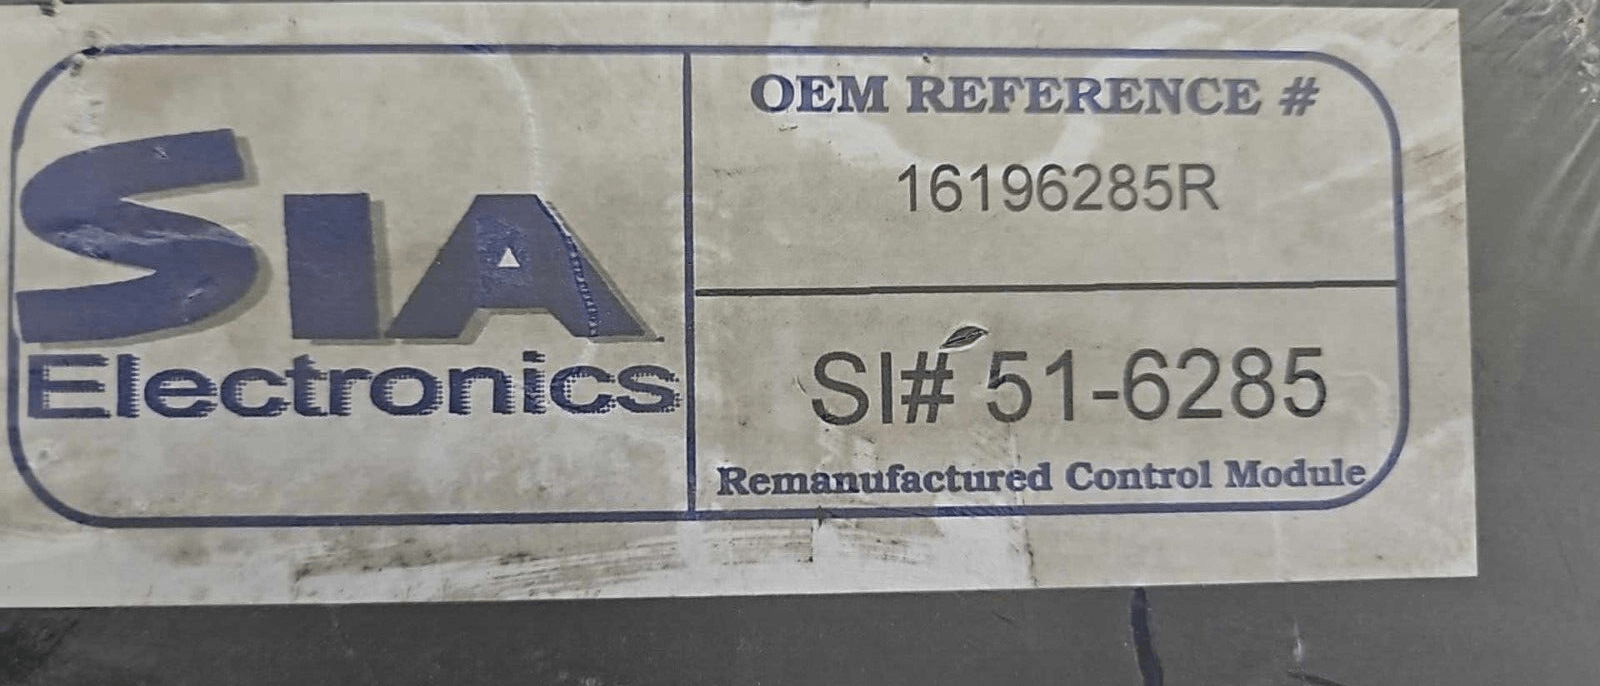 SIA
Electronics
OEM REFERENCE #
16196285R
SI# 51-6285
Remanufactured Control Module